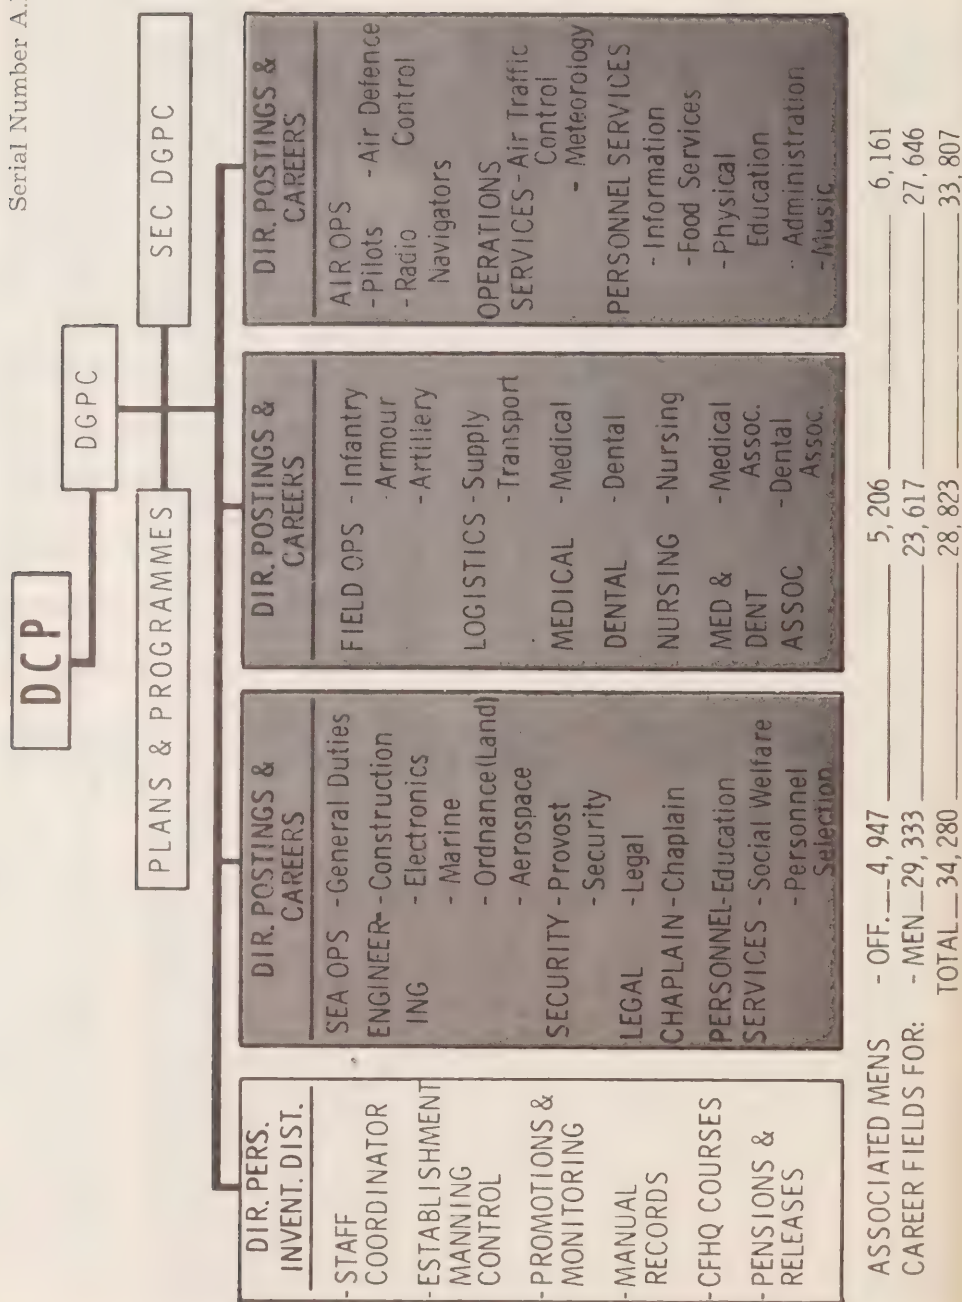 Serial Number A.
DCP
DGPC
PLANS & PROGRAMMES
SEC DGPC
DIR. PERS.
INVENT. DIST.
- STAFF
COORDINATOR
- ESTABLISHMENT
MANNING
CONTROL
- PROMOTIONS &
MONITORING
- MANUAL
RECORDS
- CFHQ COURSES
- PENSIONS &
RELEASES
DIR. POSTINGS &
CAREERS
SEA OPS - General Duties
ENGINEER- - Construction
ING - Electronics
- Marine
- Ordnance (Land)
- Aerospace
SECURITY - Provost
- Security
LEGAL - Legal
CHAPLAIN - Chaplain
PERSONNEL - Education
SERVICES - Social Welfare
- Personnel
Selection
DIR. POSTINGS &
CAREERS
FIELD OPS - Infantry
- Armour
- Artillery
LOGISTICS - Supply
- Transport
MEDICAL - Medical
DENTAL - Dental
NURSING - Nursing
MED & - Medical
DENT Assoc.
ASSOC - Dental
Assoc.
DIR. POSTINGS &
CAREERS
AIR OPS
- Pilots - Air Defence
- Radio Control
Navigators
OPERATIONS
SERVICES - Air Traffic
Control
- Meteorology
PERSONNEL SERVICES
- Information
- Food Services
- Physical
Education
- Administration
- Music
ASSOCIATED MENS - OFF. 4,947 5,206 6,161
CAREER FIELDS FOR: - MEN 29,333 23,617 27,646
TOTAL 34,280 28,823 33,807